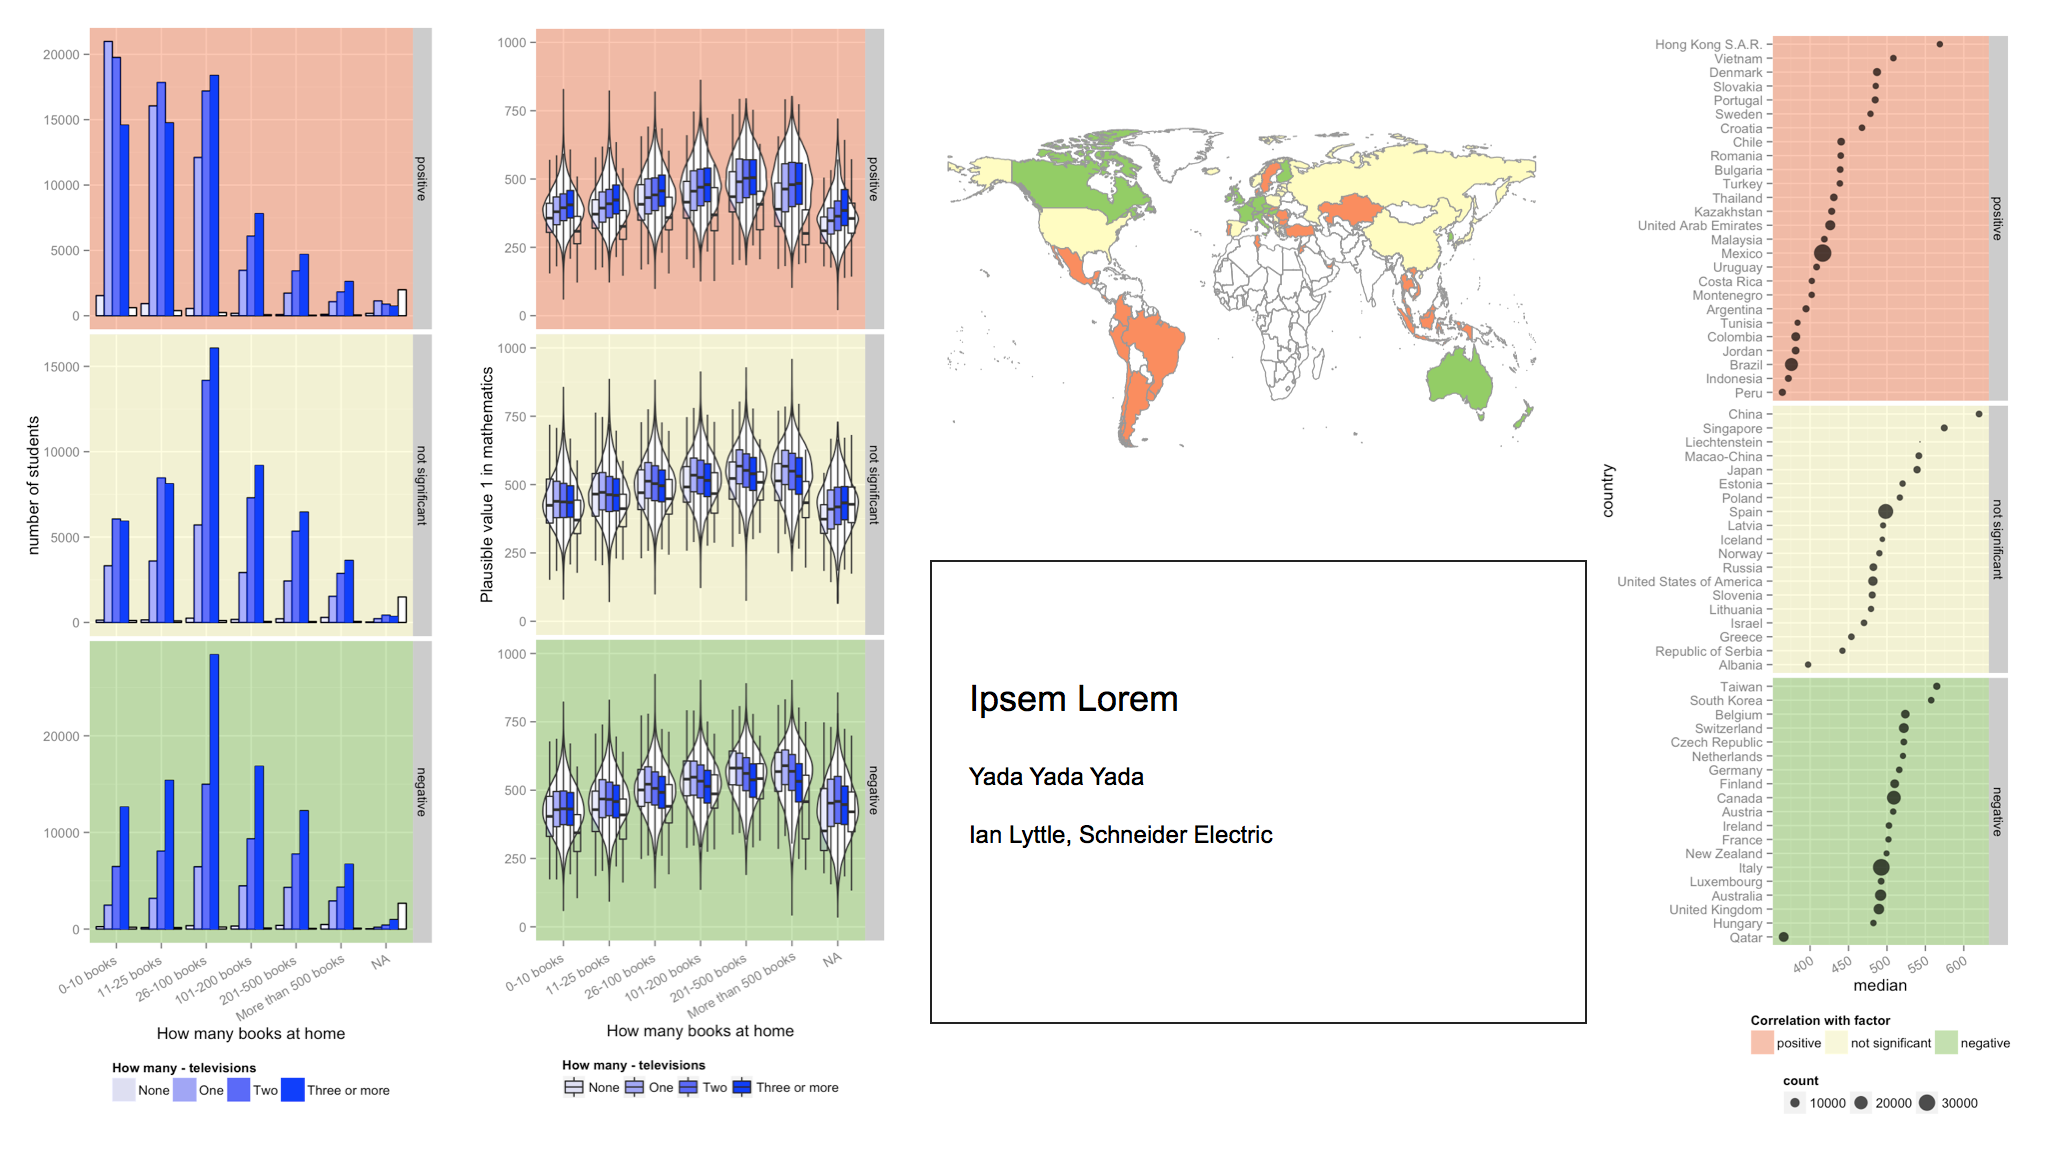 20000
15000
10000
5000
0
positive
15000
10000
5000
0
not significant
20000
10000
0
negative
number of students
0-10 books
11-25 books
26-100 books
101-200 books
201-500 books
More than 500 books
NA
How many books at home
How many - televisions
None One Two Three or more
1000
750
500
250
0
positive
1000
750
500
250
0
not significant
1000
750
500
250
0
negative
Plausible value 1 in mathematics
0-10 books
11-25 books
26-100 books
101-200 books
201-500 books
More than 500 books
NA
How many books at home
How many - televisions
None One Two Three or more
Ipsem Lorem
Yada Yada Yada
Ian Lyttle, Schneider Electric
country
Hong Kong S.A.R.
Vietnam
Denmark
Slovakia
Portugal
Sweden
Croatia
Chile
Romania
Bulgaria
Turkey
Thailand
Kazakhstan
United Arab Emirates
Malaysia
Mexico
Uruguay
Costa Rica
Montenegro
Argentina
Tunisia
Colombia
Jordan
Brazil
Indonesia
Peru
positive
China
Singapore
Liechtenstein
Macao-China
Japan
Estonia
Poland
Spain
Latvia
Iceland
Norway
Russia
United States of America
Slovenia
Lithuania
Israel
Greece
Republic of Serbia
Albania
not significant
Taiwan
South Korea
Belgium
Switzerland
Czech Republic
Netherlands
Germany
Finland
Canada
Austria
Ireland
France
New Zealand
Italy
Luxembourg
Australia
United Kingdom
Hungary
Qatar
negative
400 450 500 550 600
median
Correlation with factor
positive not significant negative
count
10000 20000 30000